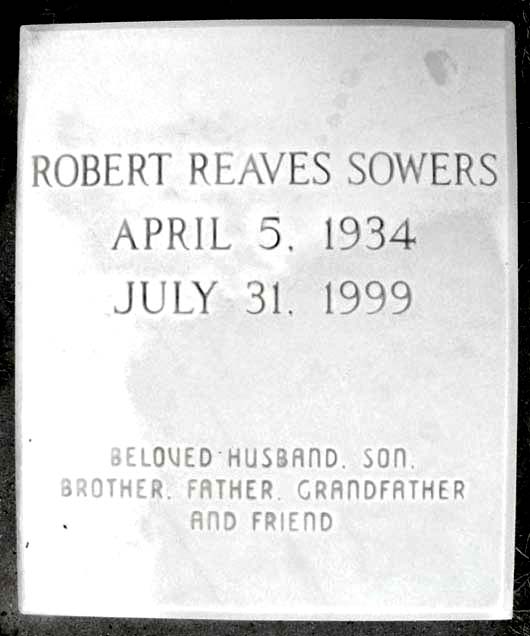 ROBERT REAVES SOWERS
APRIL 5, 1934
JULY 31, 1999
BELOVED HUSBAND, SON,
BROTHER, FATHER, GRANDFATHER
AND FRIEND